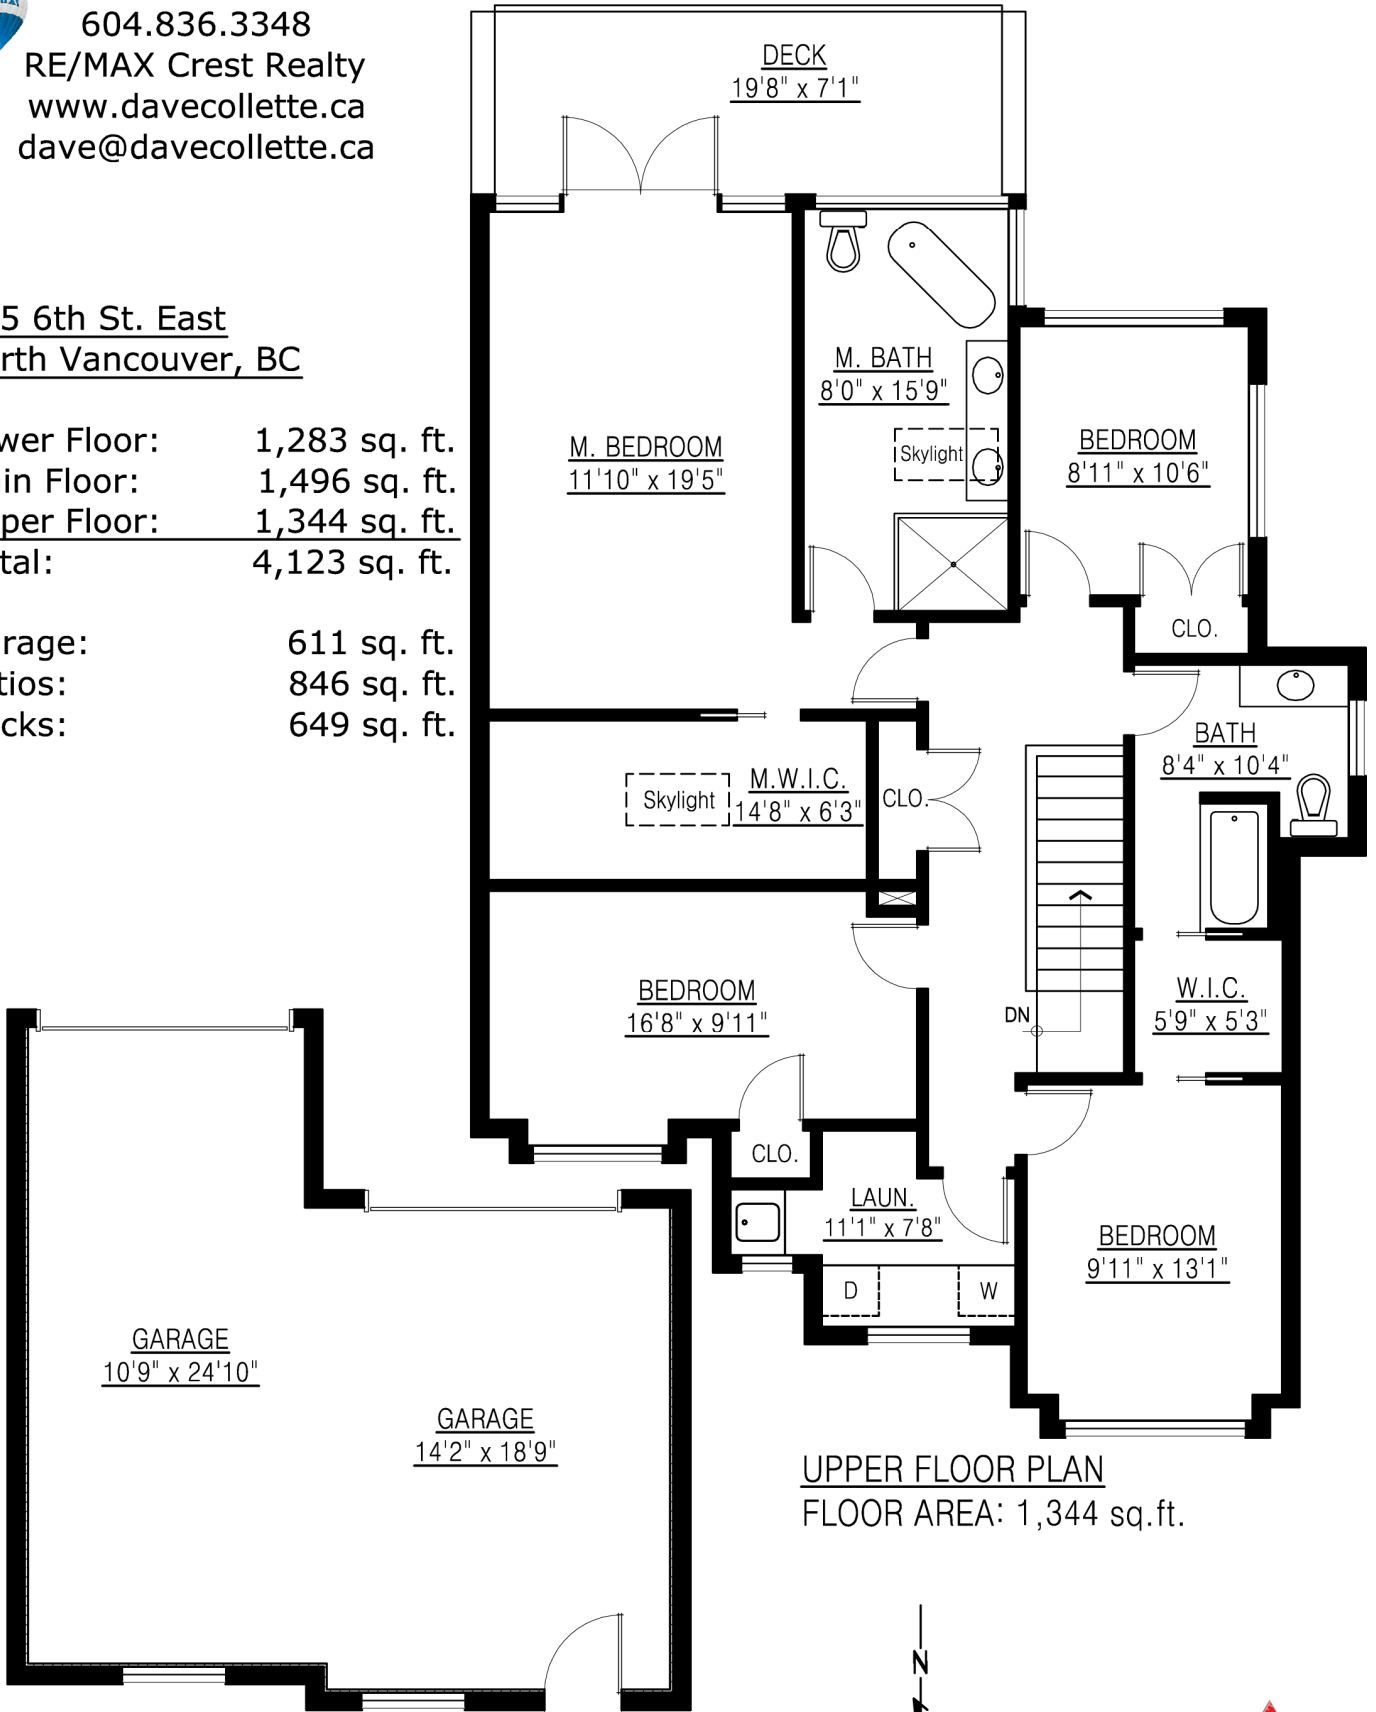 604.836.3348
RE/MAX Crest Realty
www.davecollette.ca
dave@davecollette.ca
5 6th St. East
rth Vancouver, BC
wer Floor: 1,283 sq. ft.
in Floor: 1,496 sq. ft.
per Floor: 1,344 sq. ft.
tal: 4,123 sq. ft.
rage: 611 sq. ft.
tios: 846 sq. ft.
cks: 649 sq. ft.
DECK
19'8" x 7'1"
M. BATH
8'0" x 15'9"
Skylight
M. BEDROOM
11'10" x 19'5"
BEDROOM
8'11" x 10'6"
CLO.
BATH
8'4" x 10'4"
M.W.I.C.
14'8" x 6'3"
Skylight
CLO.
BEDROOM
16'8" x 9'11"
DN
W.I.C.
5'9" x 5'3"
CLO.
LAUN.
11'1" x 7'8"
D
W
BEDROOM
9'11" x 13'1"
GARAGE
10'9" x 24'10"
GARAGE
14'2" x 18'9"
UPPER FLOOR PLAN
FLOOR AREA: 1,344 sq.ft.
N